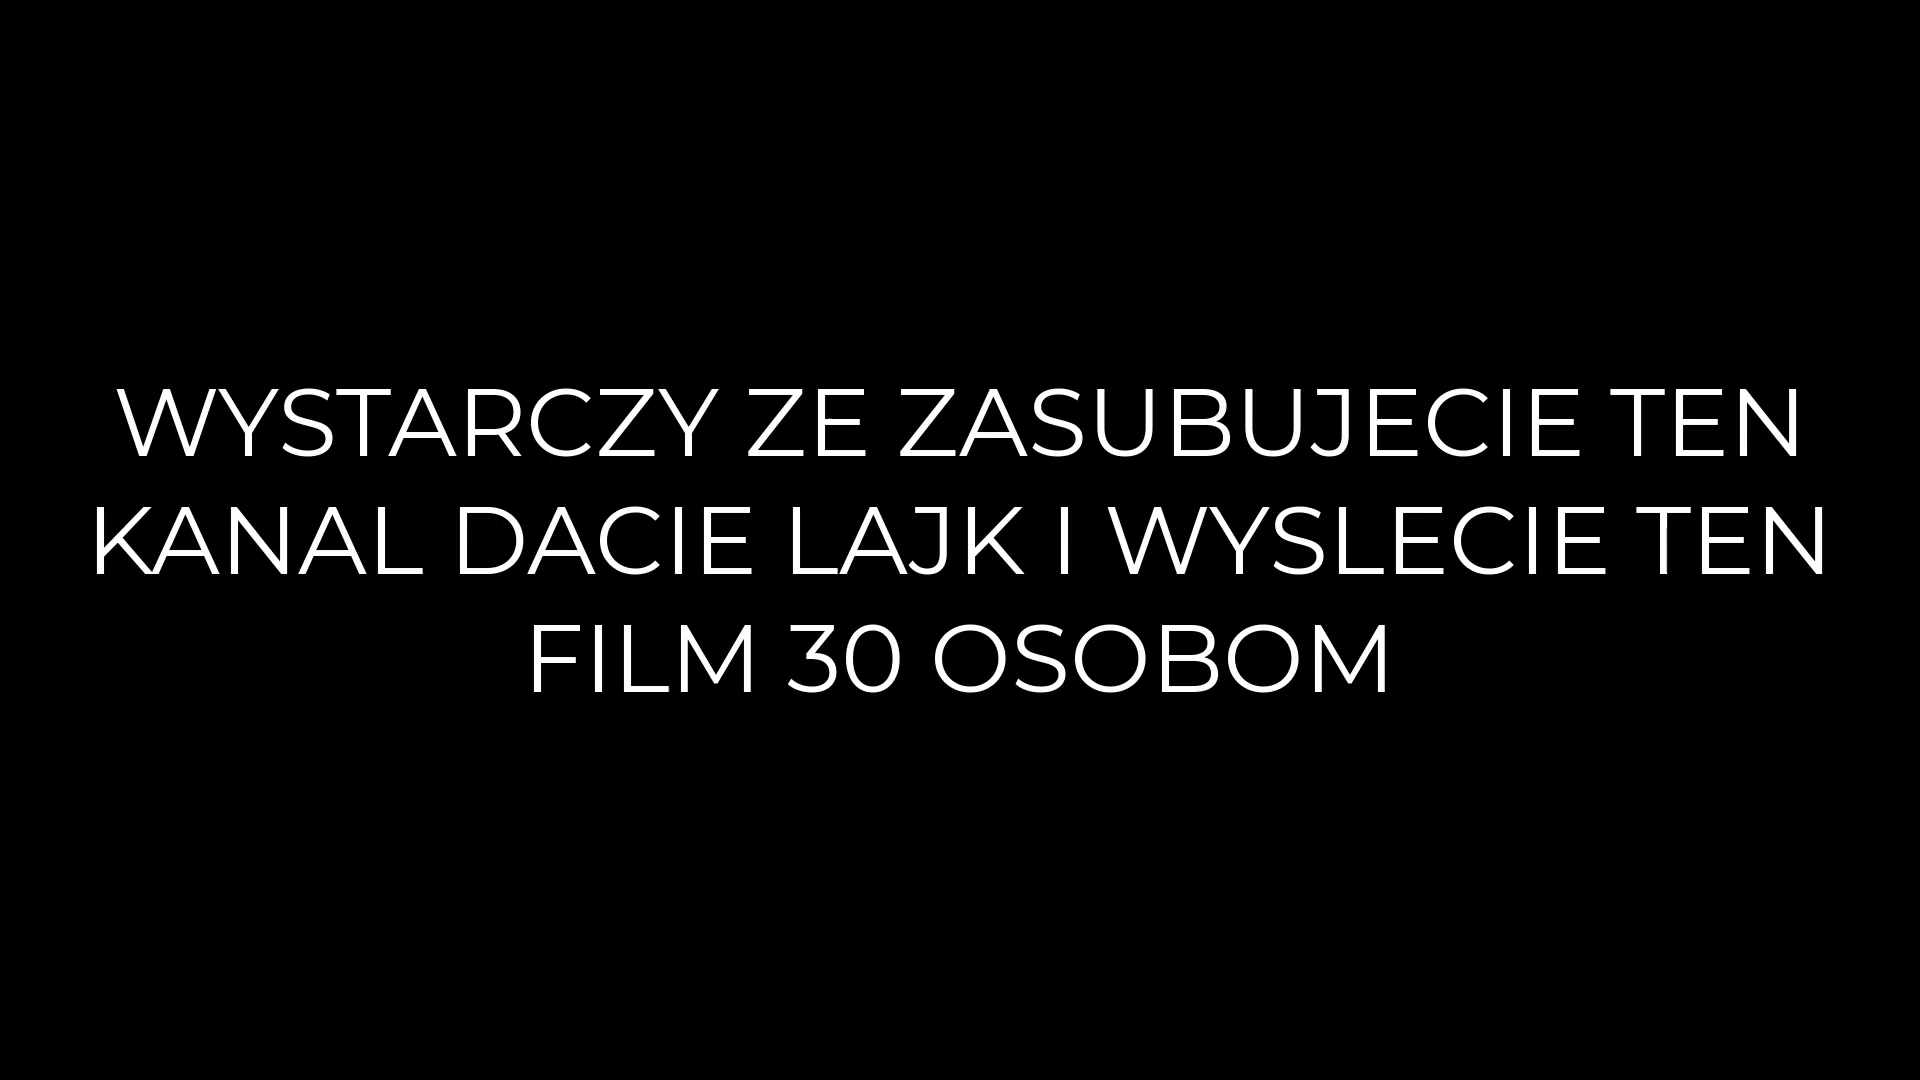 WYSTARCZY ZE ZASUBUJECIE TEN
KANAL DACIE LAJK I WYSLECIE TEN
FILM 30 OSOBOM